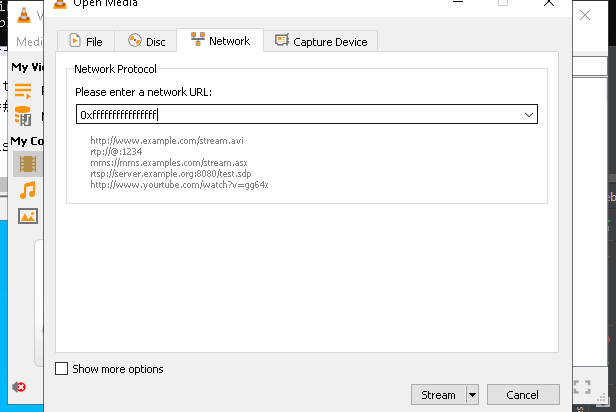 Open Media
Medi
File
Disc
Network
Capture Device
My Vi
Network Protocol
Please enter a network URL:
0xffffffffffffffff
http://www.example.com/stream.avi
rtp://@:1234
mms://mms.examples.com/stream.asx
rtsp://server.example.org:8080/test.sdp
http://www.yourtube.com/watch?v=gg64x
My Co
Show more options
Stream
Cancel